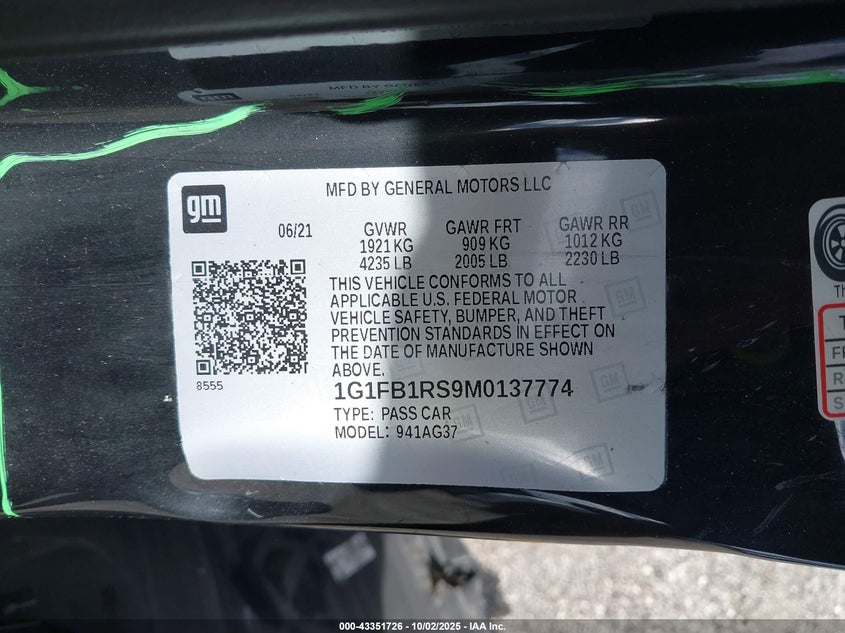 MFD BY GENERAL
MFD BY GENERAL MOTORS LLC
gm
06/21
GVWR GAWR FRT GAWR RR
1921 KG 909 KG 1012 KG
4235 LB 2005 LB 2230 LB
THIS VEHICLE CONFORMS TO ALL
APPLICABLE U.S. FEDERAL MOTOR
VEHICLE SAFETY, BUMPER, AND THEFT
PREVENTION STANDARDS IN EFFECT ON
THE DATE OF MANUFACTURE SHOWN
ABOVE.
8555
1G1FB1RS9M0137774
TYPE: PASS CAR
MODEL: 941AG37
000-43351726 - 10/02/2025 - IAA Inc.